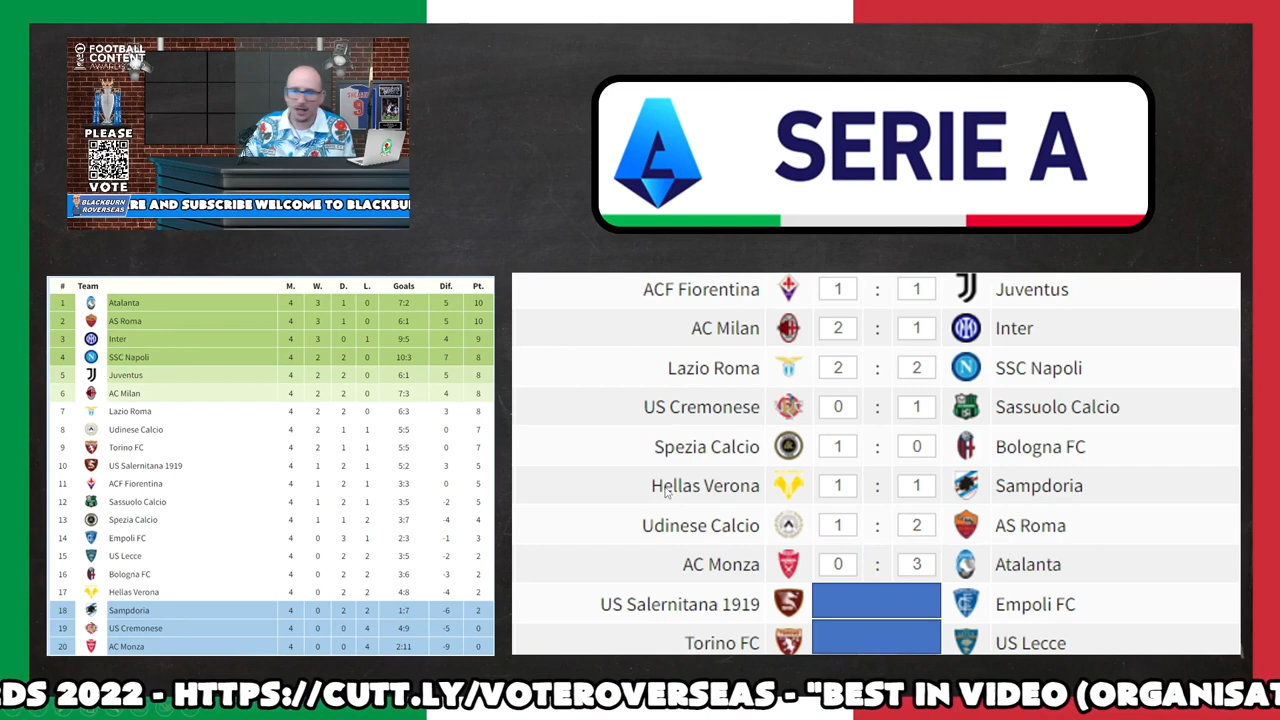 FOOTBALL
CONTENT
AWARDS
PLEASE
VOTE
SHEARER
9
BLACKBURN
ROVERSEAS
RE AND SUBSCRIBE WELCOME TO BLACKBU
SERIE A
# Team M. W. D. L. Goals Dif. Pt.
1 Atalanta 4 3 1 0 7:2 5 10
2 AS Roma 4 3 1 0 6:1 5 10
3 Inter 4 3 0 1 9:5 4 9
4 SSC Napoli 4 2 2 0 10:3 7 8
5 Juventus 4 2 2 0 6:1 5 8
6 AC Milan 4 2 2 0 7:3 4 8
7 Lazio Roma 4 2 2 0 6:3 3 8
8 Udinese Calcio 4 2 1 1 5:5 0 7
9 Torino FC 4 2 1 1 5:5 0 7
10 US Salernitana 1919 4 1 2 1 5:2 3 5
11 ACF Fiorentina 4 1 2 1 3:3 0 5
12 Sassuolo Calcio 4 1 2 1 3:5 -2 5
13 Spezia Calcio 4 1 1 2 3:7 -4 4
14 Empoli FC 4 0 3 1 2:3 -1 3
15 US Lecce 4 0 2 2 3:5 -2 2
16 Bologna FC 4 0 2 2 3:6 -3 2
17 Hellas Verona 4 0 2 2 4:8 -4 2
18 Sampdoria 4 0 2 2 1:7 -6 2
19 US Cremonese 4 0 0 4 4:9 -5 0
20 AC Monza 4 0 0 4 2:11 -9 0
ACF Fiorentina 1 : 1 Juventus
AC Milan 2 : 1 Inter
Lazio Roma 2 : 2 SSC Napoli
US Cremonese 0 : 1 Sassuolo Calcio
Spezia Calcio 1 : 0 Bologna FC
Hellas Verona 1 : 1 Sampdoria
Udinese Calcio 1 : 2 AS Roma
AC Monza 0 : 3 Atalanta
US Salernitana 1919 Empoli FC
Torino FC US Lecce
RDS 2022 - HTTPS://CUTT.LY/VOTEROVERSEAS - "BEST IN VIDEO (ORGANISAT